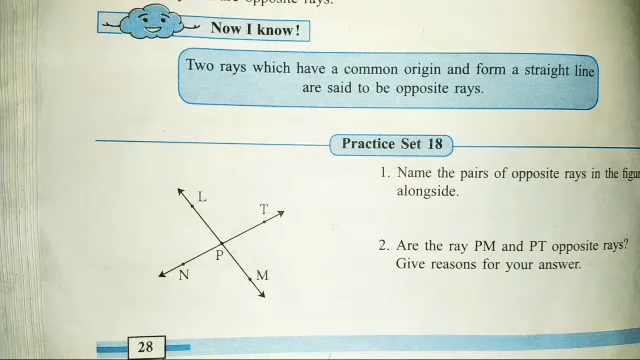 opposite rays.
Now I know!
Two rays which have a common origin and form a straight line
are said to be opposite rays.
Practice Set 18
1. Name the pairs of opposite rays in the
alongside.
L
T
P
N
M
2. Are the ray PM and PT opposite rays?
Give reasons for your answer.
28